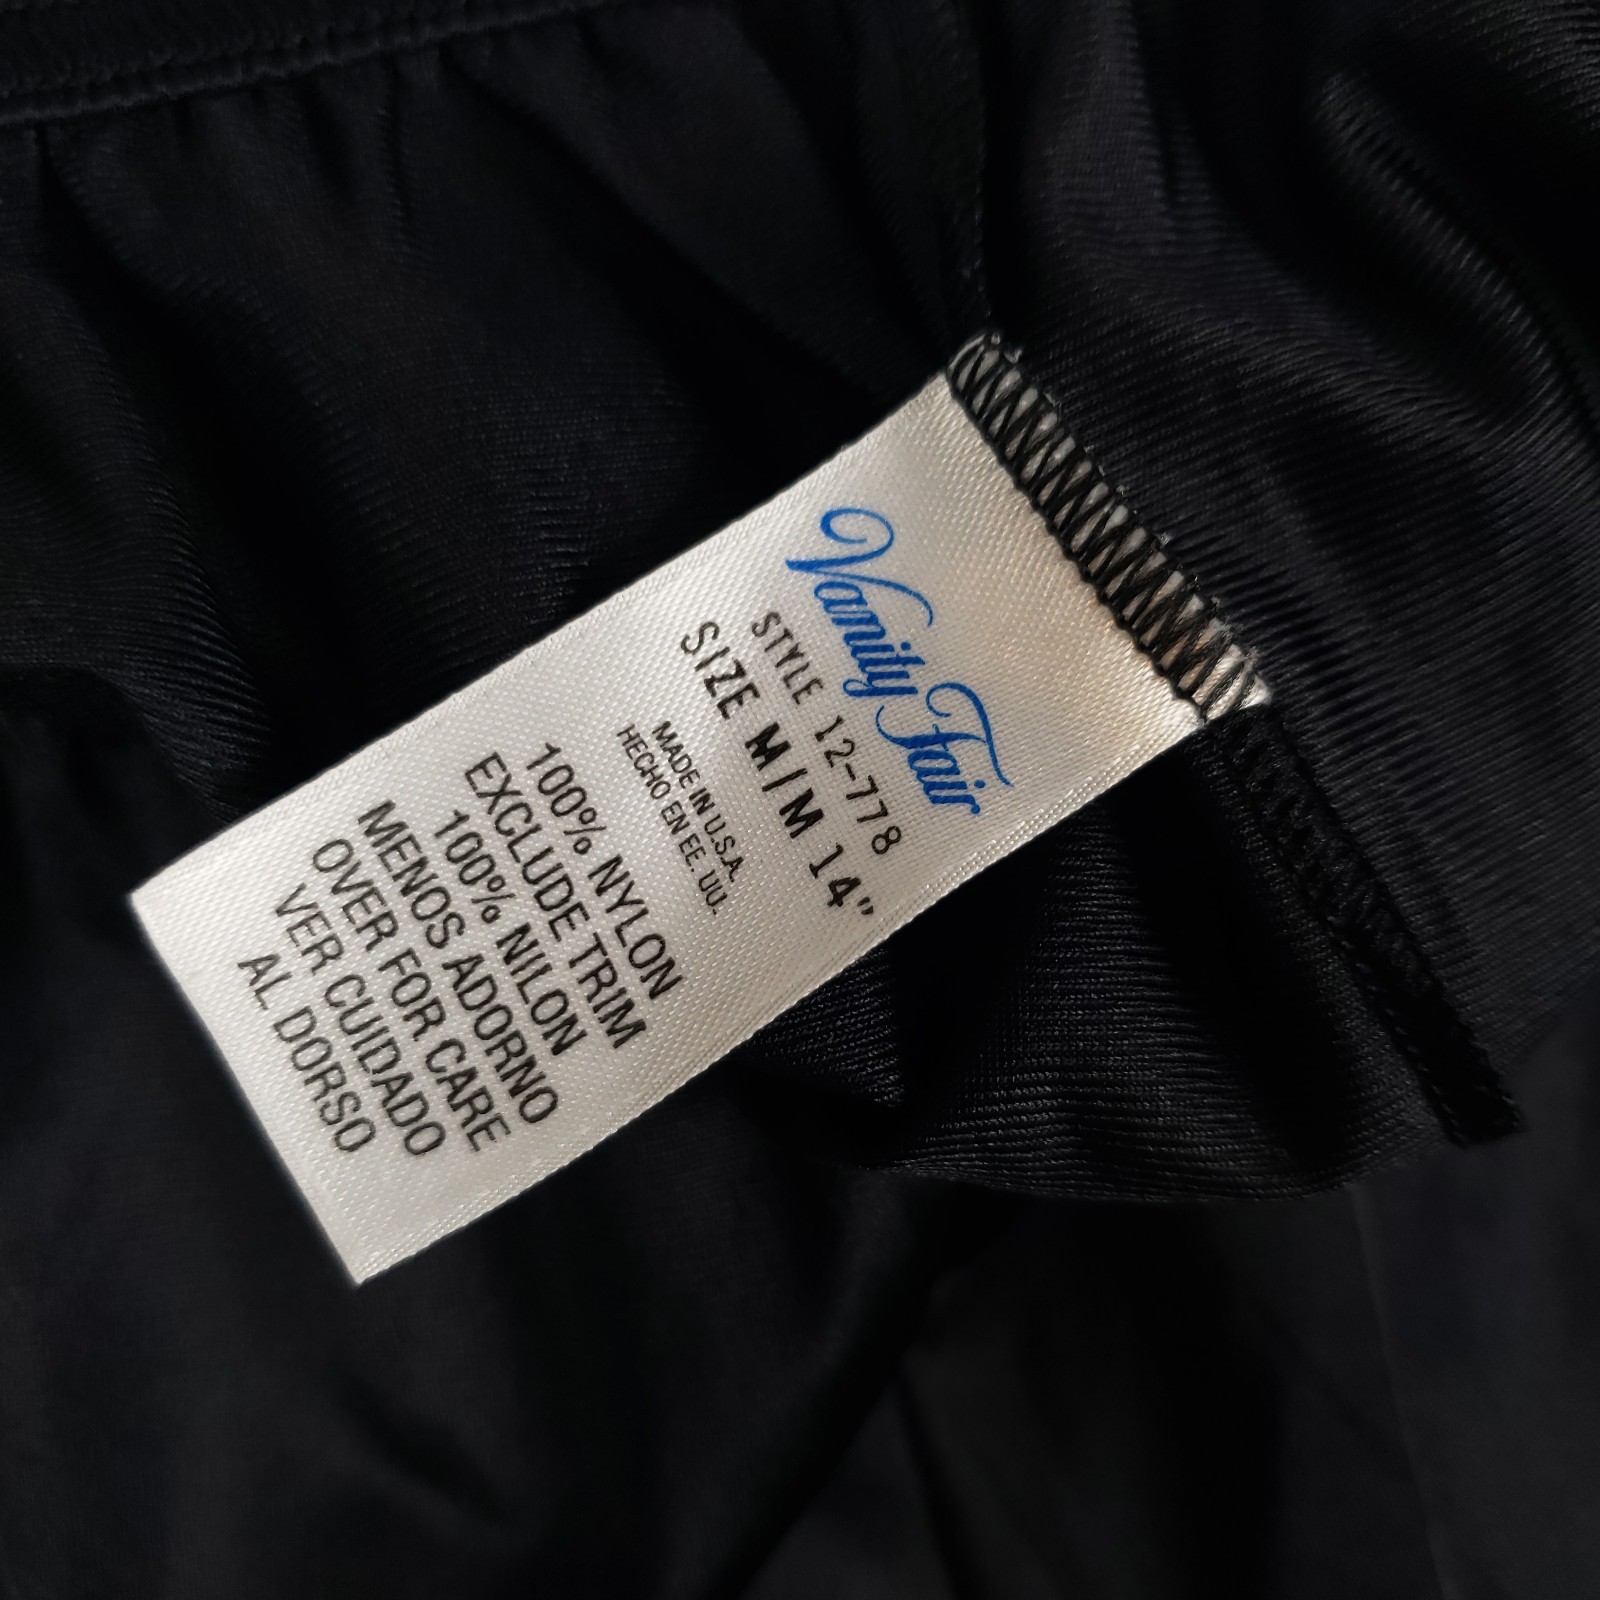 Vanity Fair
STYLE 12-778
SIZE M/M 14"
MADE IN U.S.A.
HECHO EN EE. UU.
100% NYLON
EXCLUDE TRIM
100% NILON
MENOS ADORNO
OVER FOR CARE
VER CUIDADO
AL DORSO